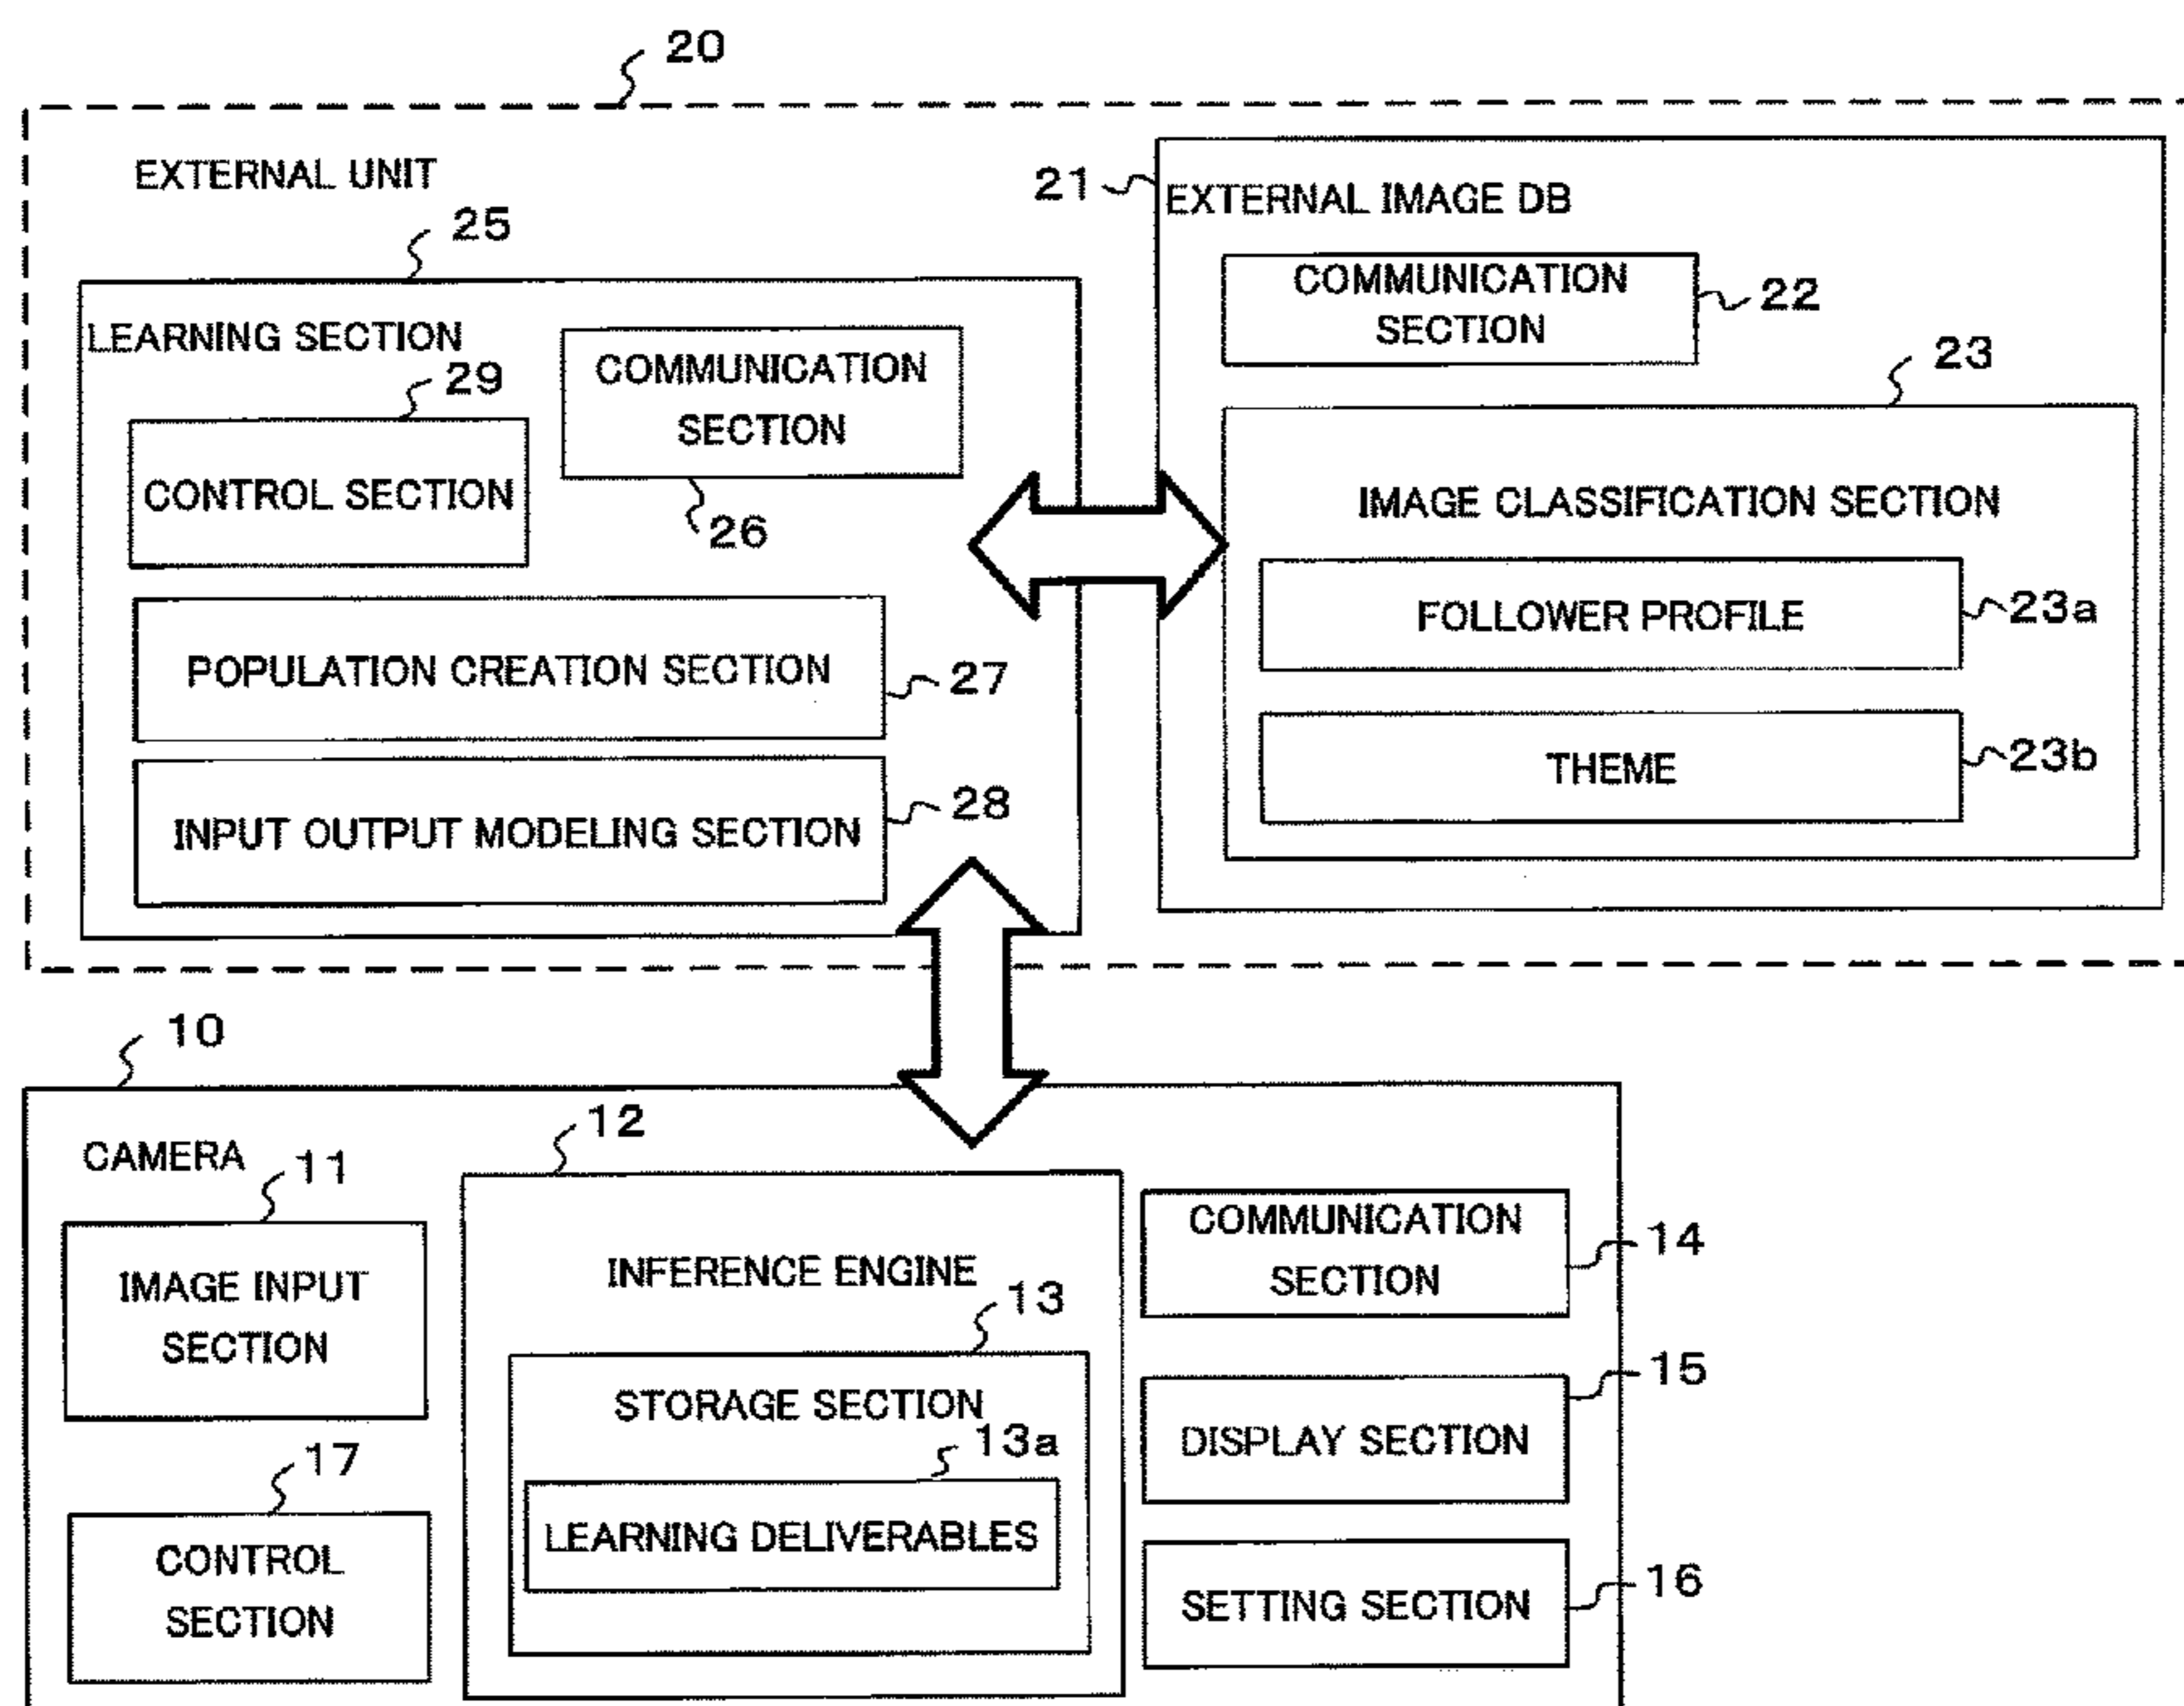 20
EXTERNAL UNIT
25
LEARNING SECTION
29
CONTROL SECTION
COMMUNICATION
SECTION
26
POPULATION CREATION SECTION
27
INPUT OUTPUT MODELING SECTION
28
21
EXTERNAL IMAGE DB
COMMUNICATION
SECTION
22
23
IMAGE CLASSIFICATION SECTION
FOLLOWER PROFILE
23a
THEME
23b
10
CAMERA
11
IMAGE INPUT
SECTION
17
CONTROL
SECTION
12
INFERENCE ENGINE
13
STORAGE SECTION
13a
LEARNING DELIVERABLES
COMMUNICATION
SECTION
14
DISPLAY SECTION
15
SETTING SECTION
16